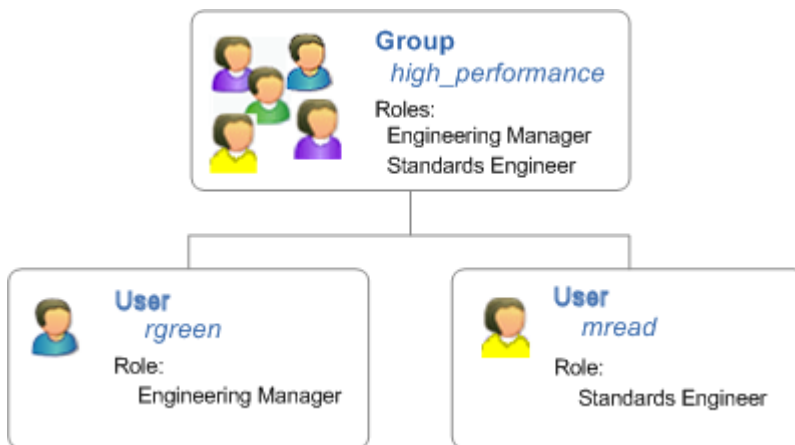 Group
high_performance
Roles:
Engineering Manager
Standards Engineer
User
rgreen
Role:
Engineering Manager
User
mread
Role:
Standards Engineer